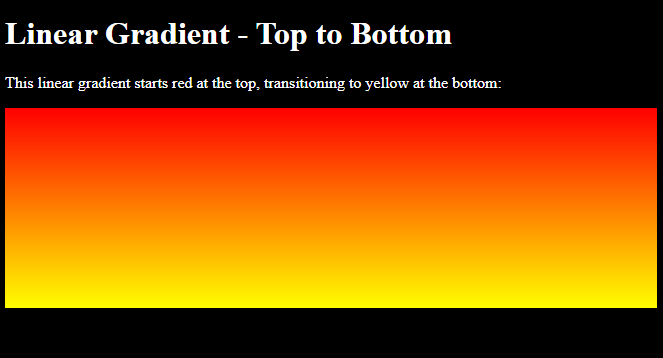 Linear Gradient - Top to Bottom
This linear gradient starts red at the top, transitioning to yellow at the bottom: